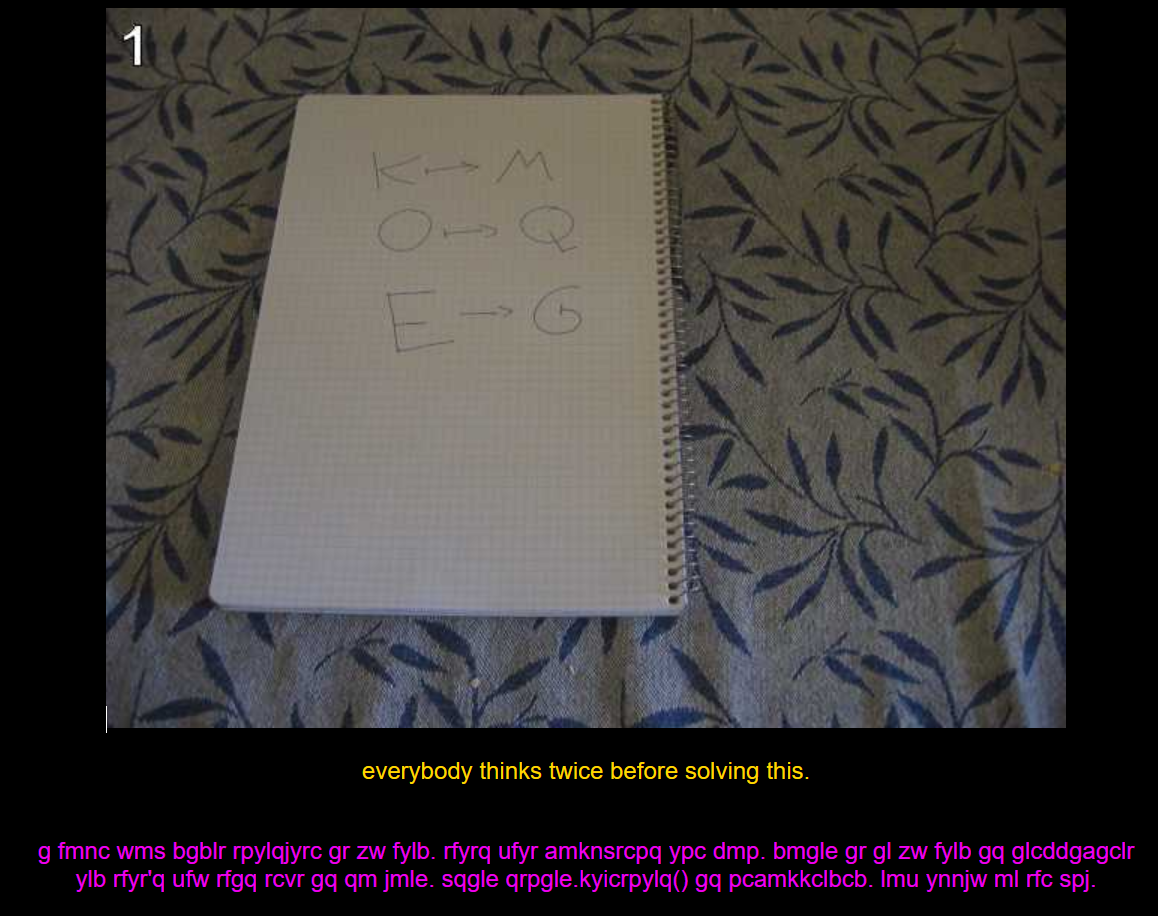 1
K → M
O → Q
E → G
everybody thinks twice before solving this.
g fmnc wms bgblr rpylqjyrc gr zw fylb. rfyrq ufyr amknsrcpq ypc dmp. bmgle gr gl zw fylb gq glcddgagclr
ylb rfyr'q ufw rfgq rcvr gq qm jmle. sqgle qrpgle.kyicrpylq() gq pcamkkclbcb. lmu ynnjw ml rfc spj.